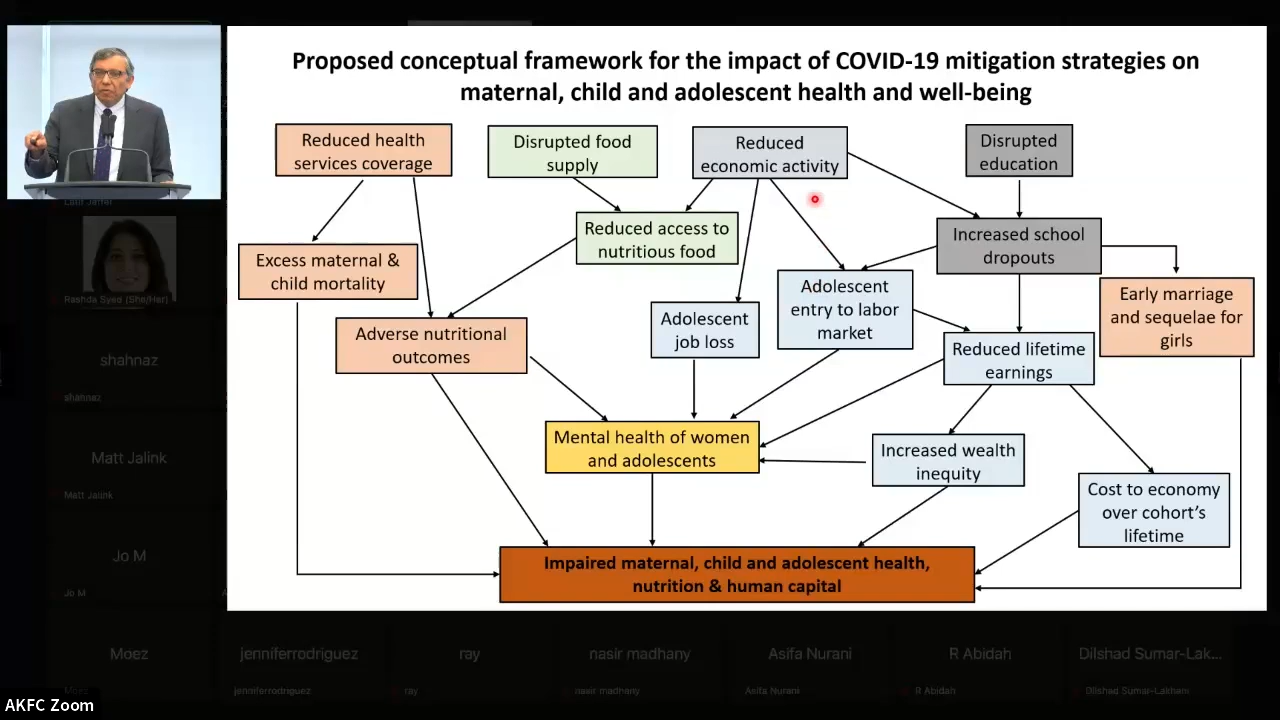 Proposed conceptual framework for the impact of COVID-19 mitigation strategies on
maternal, child and adolescent health and well-being
Reduced health
services coverage
Disrupted food
supply
Reduced
economic activity
Disrupted
education
Reduced access to
nutritious food
Increased school
dropouts
Excess maternal &
child mortality
Adolescent
entry to labor
market
Early marriage
and sequelae for
girls
Adverse nutritional
outcomes
Adolescent
job loss
Reduced lifetime
earnings
Mental health of women
and adolescents
Increased wealth
inequity
Cost to economy
over cohort's
lifetime
Impaired maternal, child and adolescent health,
nutrition & human capital
Rashda Syed (She/Her)
shahnaz
shahnaz
Matt Jalink
Matt Jalink
Jo M
Jo M
Moez
jenniferrodriguez
ray
nasir madhany
Asifa Nurani
R Abidah
Dilshad Sumar-Lak...
Moez
jenniferrodriguez
ray
nasir madhany
Asifa Nurani
R Abidah
Dilshad Sumar-Lakhani
AKFC Zoom